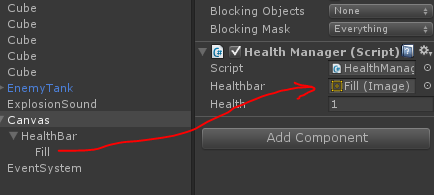 Cube
Cube
Cube
Cube
Cube
EnemyTank
ExplosionSound
Canvas
HealthBar
Fill
EventSystem
Blocking Objects None
Blocking Mask Everything
Health Manager (Script)
Script HealthManag
Healthbar Fill (Image)
Health 1
Add Component